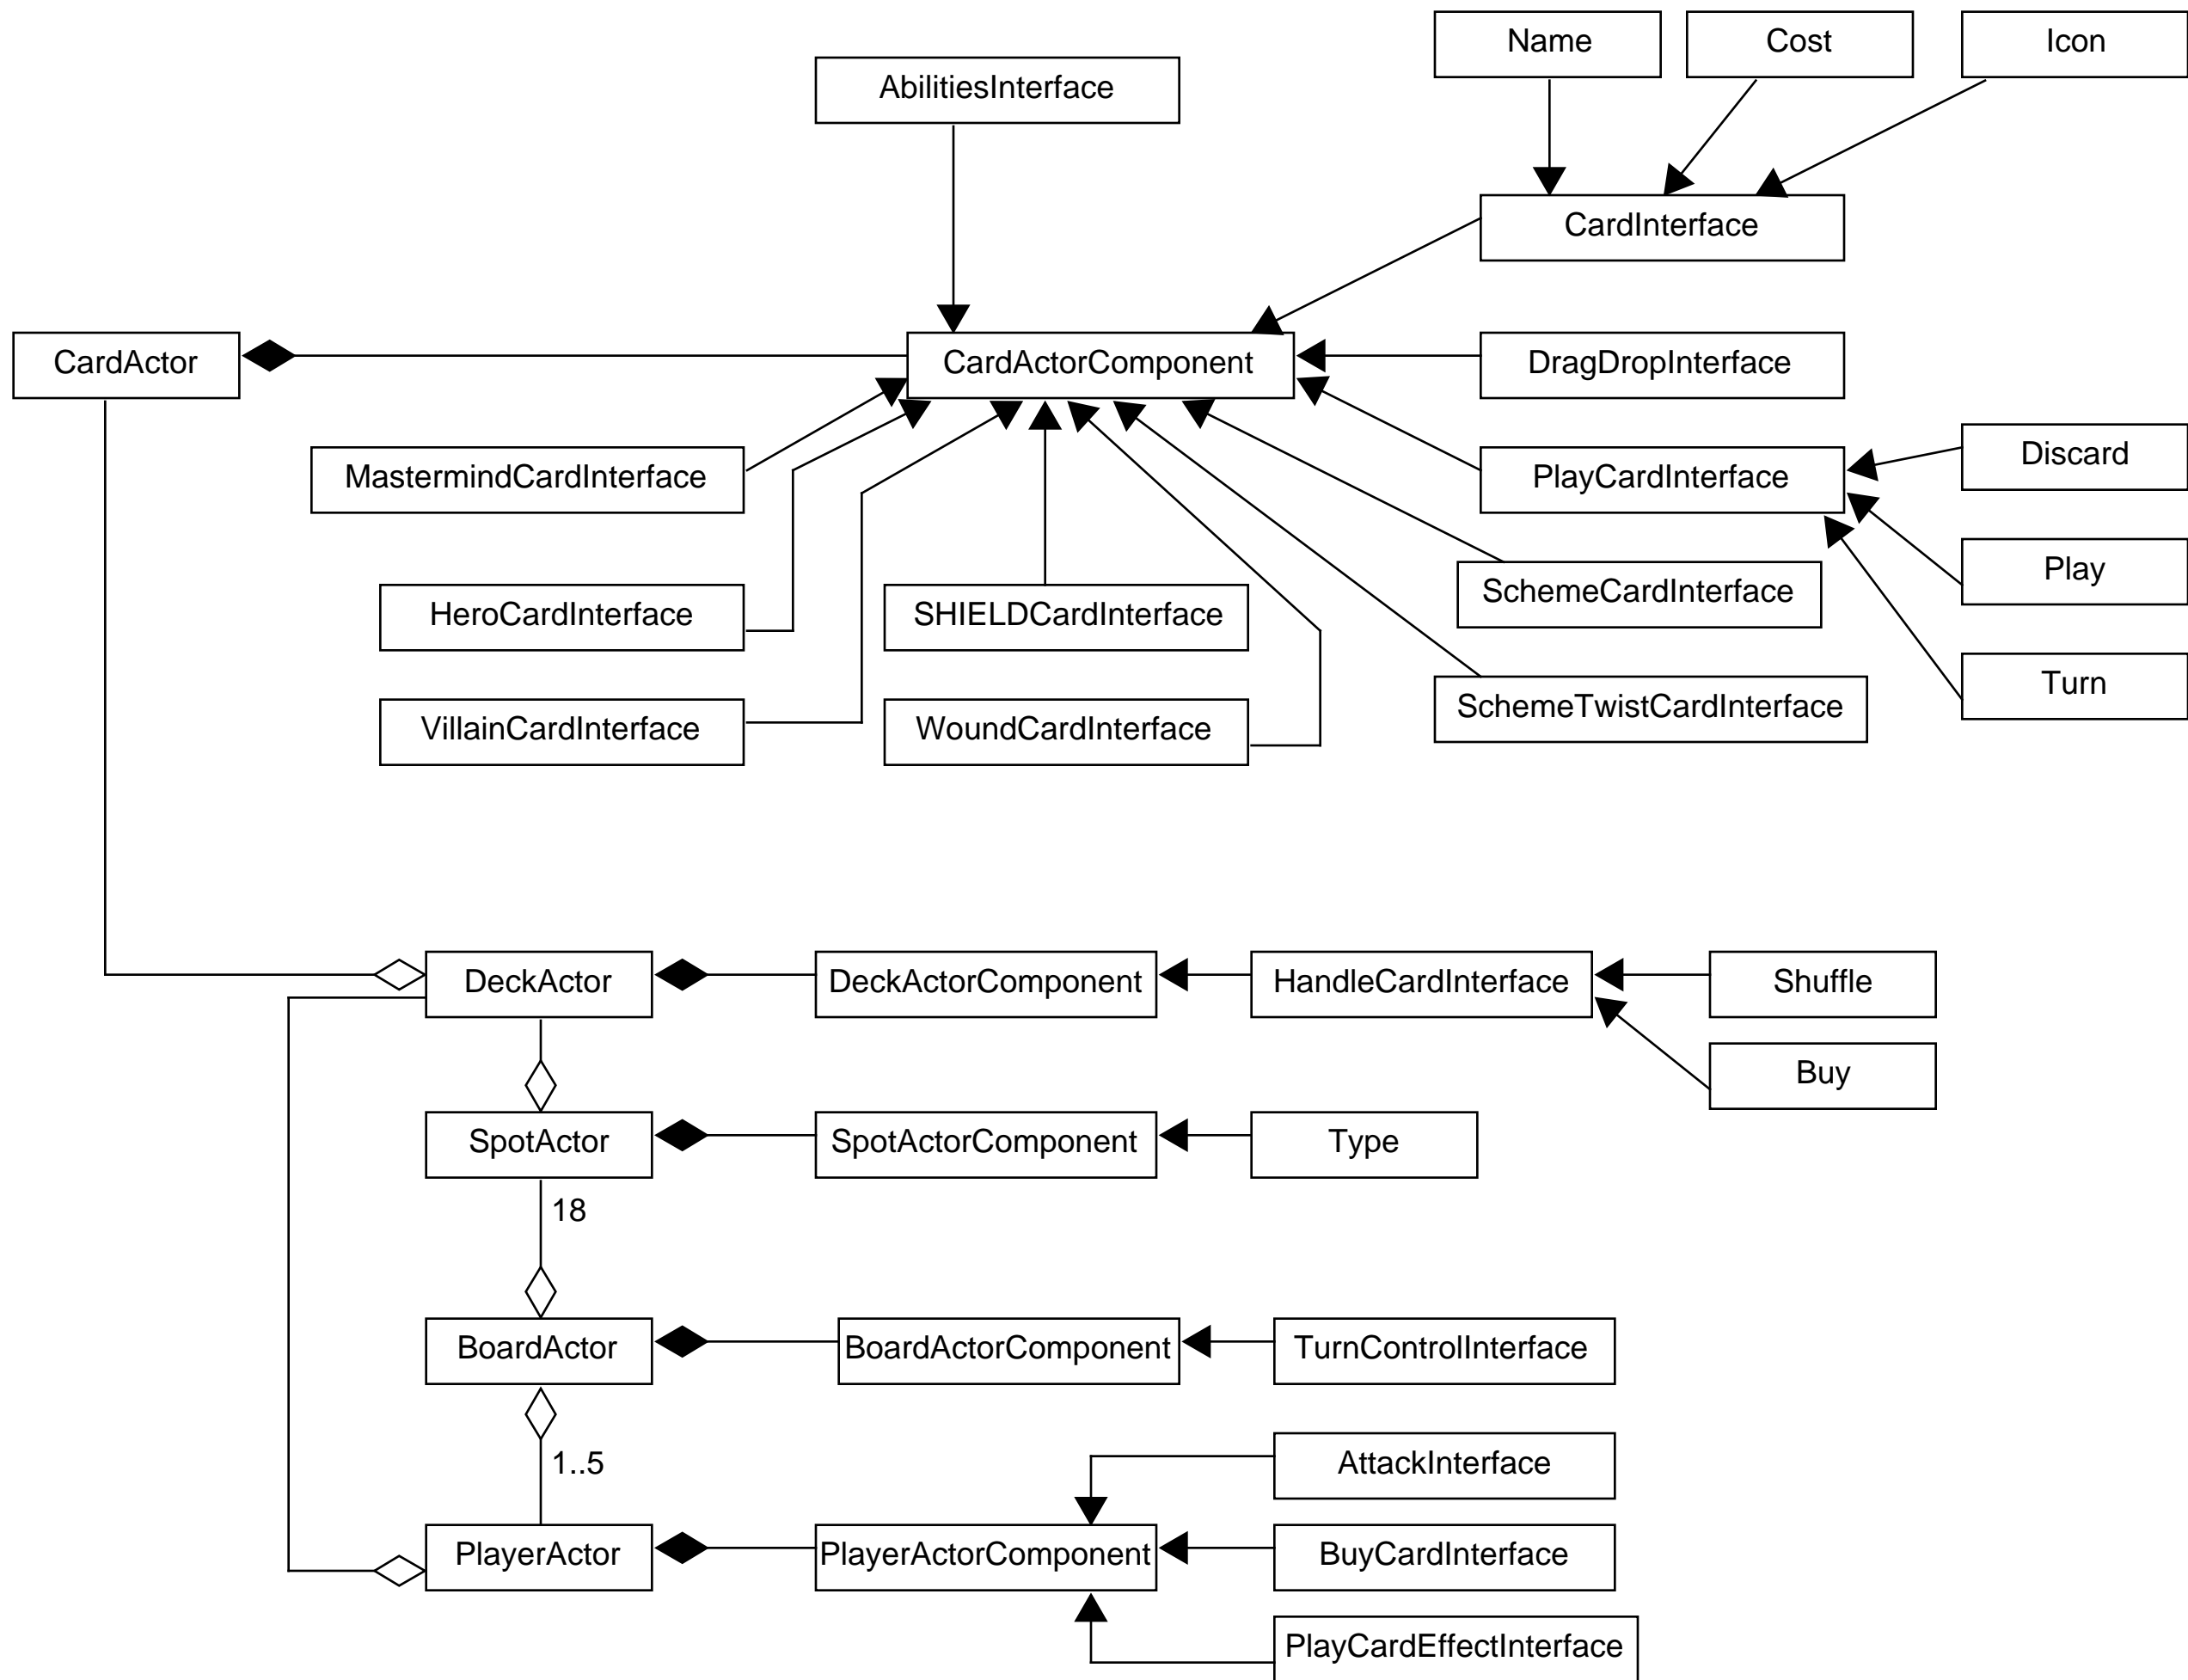 Name
Cost
Icon
AbilitiesInterface
CardInterface
CardActor
CardActorComponent
DragDropInterface
MastermindCardInterface
PlayCardInterface
Discard
HeroCardInterface
SHIELDCardInterface
SchemeCardInterface
Play
VillainCardInterface
WoundCardInterface
SchemeTwistCardInterface
Turn
DeckActor
DeckActorComponent
HandleCardInterface
Shuffle
Buy
SpotActor
SpotActorComponent
Type
18
BoardActor
BoardActorComponent
TurnControlInterface
1..5
AttackInterface
PlayerActor
PlayerActorComponent
BuyCardInterface
PlayCardEffectInterface